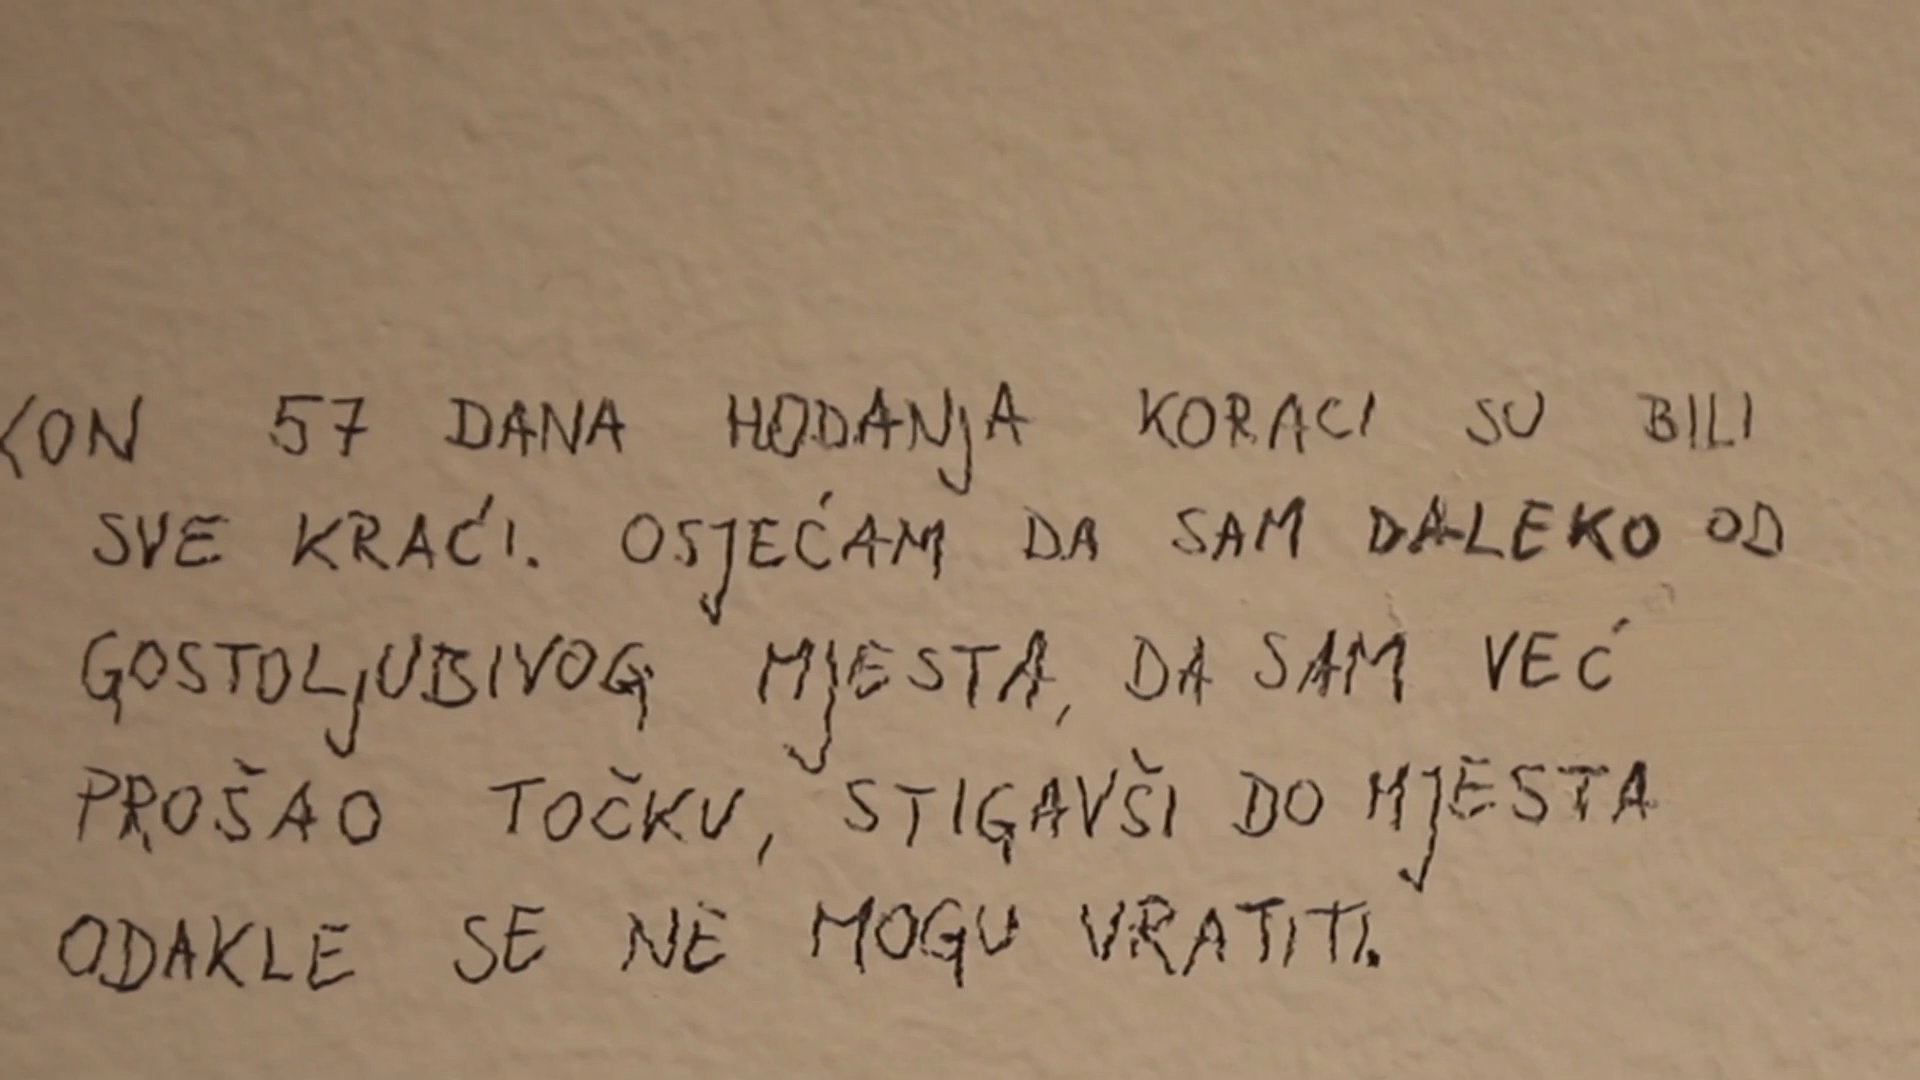 KON 57 DANA HODANJA KORACI SU BILI
SVE KRAĆI. OSJEĆAM DA SAM DALEKO OD
GOSTOLJUBIVOG MJESTA, DA SAM VEĆ
PROŠAO TOČKU, STIGAVŠI DO MJESTA
ODAKLE SE NE MOGU VRATITI.